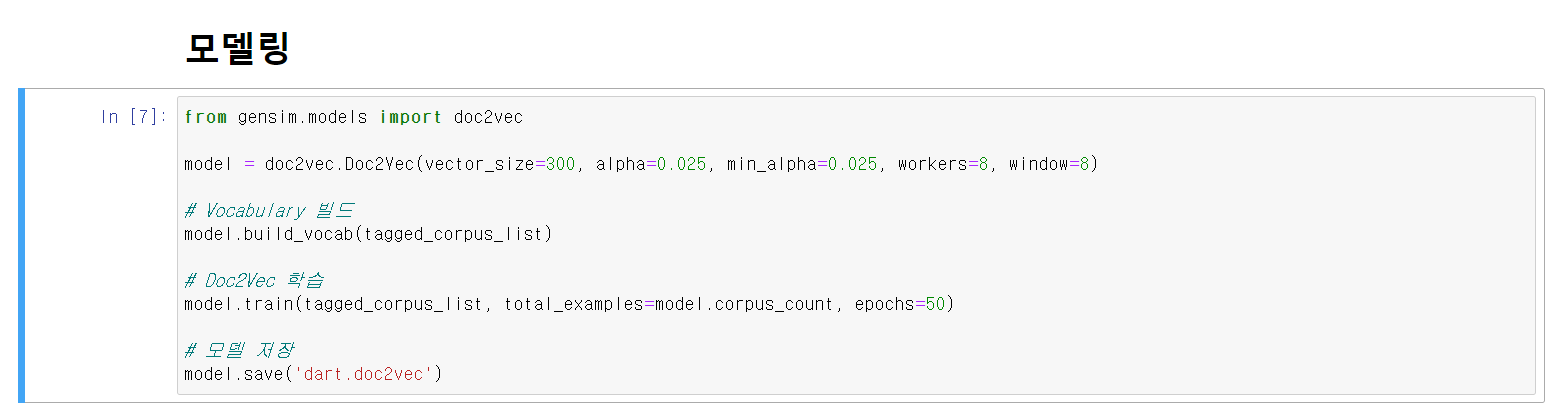 모델링
In [7]:
from gensim.models import doc2vec
model = doc2vec.Doc2Vec(vector_size=300, alpha=0.025, min_alpha=0.025, workers=8, window=8)
# Vocabulary 빌드
model.build_vocab(tagged_corpus_list)
# Doc2Vec 학습
model.train(tagged_corpus_list, total_examples=model.corpus_count, epochs=50)
# 모델 저장
model.save('dart.doc2vec')